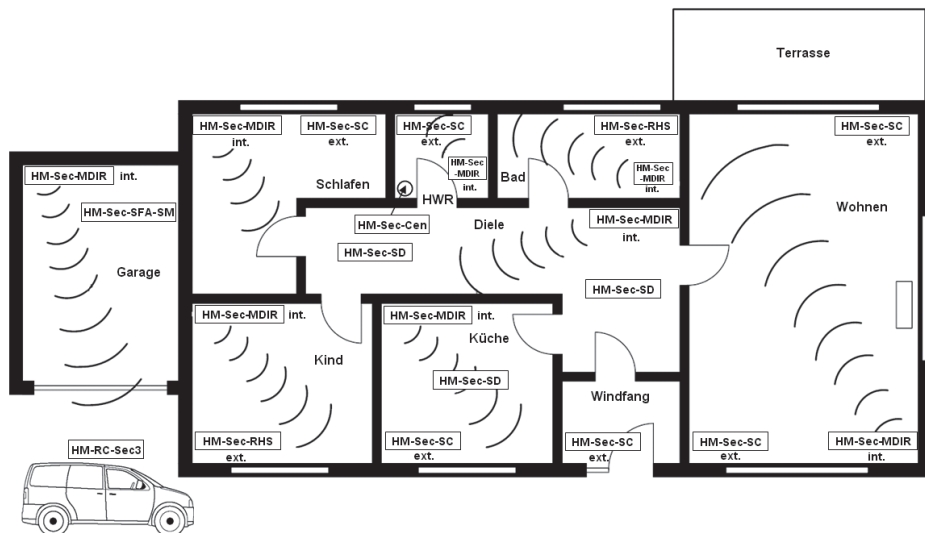 Terrasse
HM-Sec-MDIR
int.
HM-Sec-SC
ext.
Schlafen
HM-Sec-SC
ext.
HM-Sec
-MDIR
int.
HWR
HM-Sec-Cen
Bad
HM-Sec-RHS
ext.
HM-Sec
-MDIR
int.
HM-Sec-SC
ext.
Wohnen
HM-Sec-MDIR int.
HM-Sec-SFA-SM
Garage
Diele
HM-Sec-MDIR
int.
HM-Sec-SD
HM-Sec-SD
HM-Sec-MDIR int.
Kind
HM-Sec-RHS
ext.
HM-Sec-MDIR int.
Küche
HM-Sec-SD
HM-Sec-SC
ext.
Windfang
HM-Sec-SC
ext.
HM-Sec-SC
ext.
HM-Sec-MDIR
int.
HM-RC-Sec3